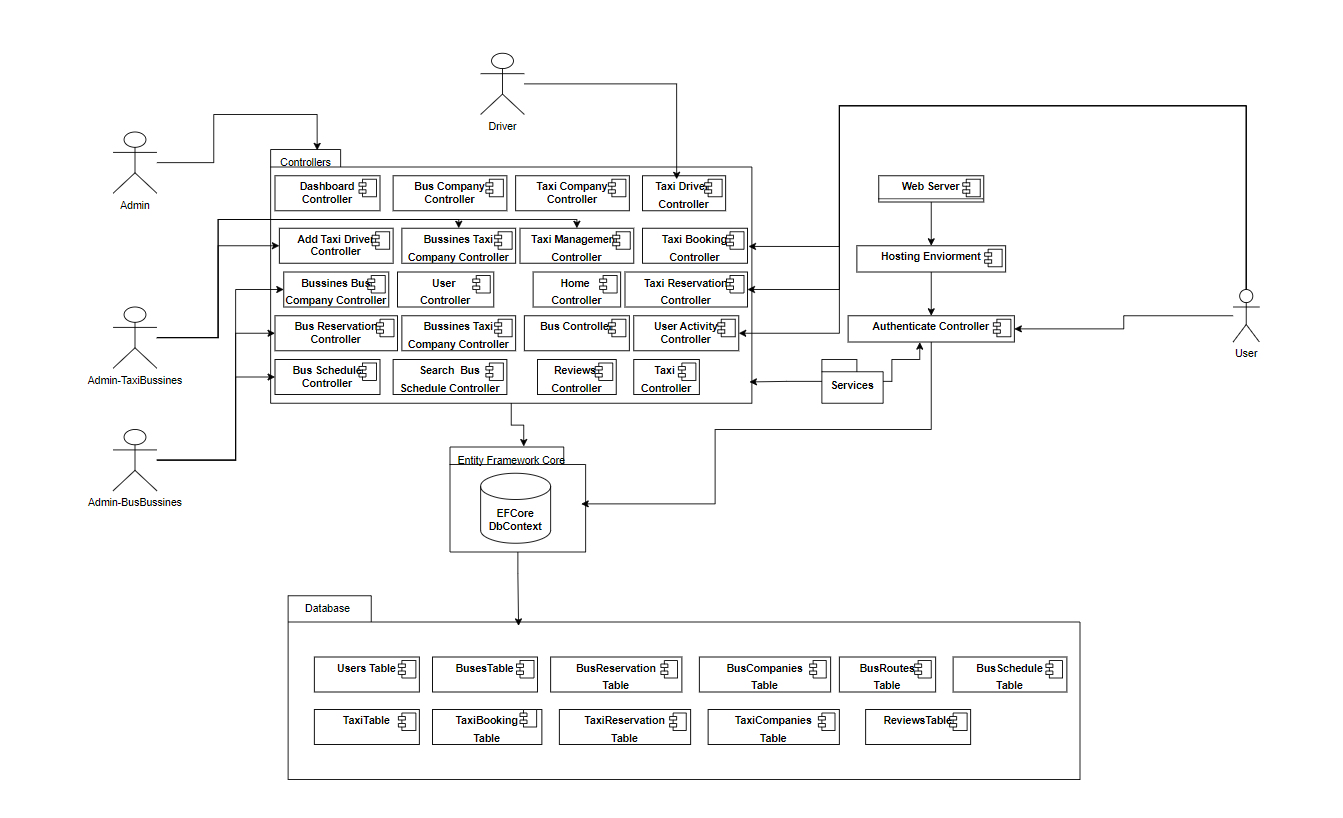 Driver
Admin
Controllers
Dashboard
Controller
Bus Company
Controller
Taxi Company
Controller
Taxi Driver
Controller
Web Server
Add Taxi Driver
Controller
Bussines Taxi
Company Controller
Taxi Management
Controller
Taxi Booking
Controller
Hosting Enviorment
Bussines Bus
Company Controller
User
Controller
Home
Controller
Taxi Reservation
Controller
Bus Reservation
Controller
Bussines Taxi
Company Controller
Bus Controller
User Activity
Controller
Authenticate Controller
User
Admin-TaxiBussines
Bus Schedule
Controller
Search Bus
Schedule Controller
Reviews
Controller
Taxi
Controller
Services
Admin-BusBussines
Entity Framework Core
EFCore
DbContext
Database
Users Table
BusesTable
BusReservation
Table
BusCompanies
Table
BusRoutes
Table
BusSchedule
Table
TaxiTable
TaxiBooking
Table
TaxiReservation
Table
TaxiCompanies
Table
ReviewsTable